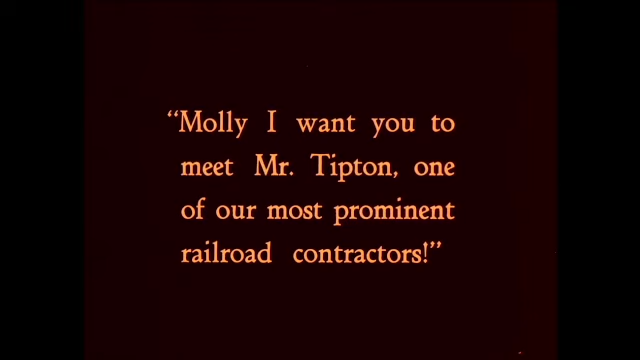 “Molly I want you to
meet Mr. Tipton, one
of our most prominent
railroad contractors!”